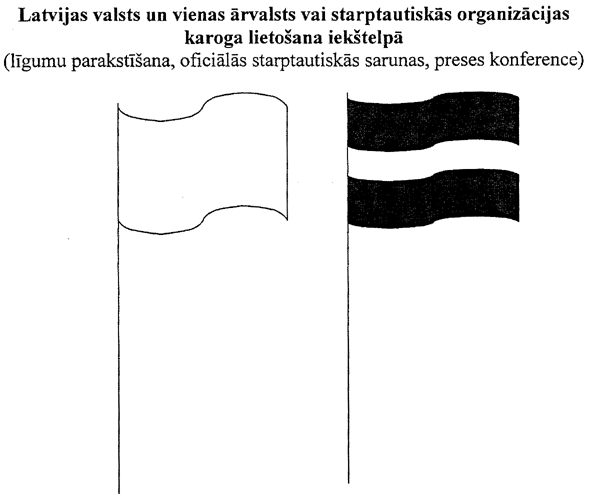 Latvijas valsts un vienas ārvalsts vai starptautiskās organizācijas
karoga lietošana iekštelpā
(līgumu parakstīšana, oficiālās starptautiskās sarunas, preses konference)